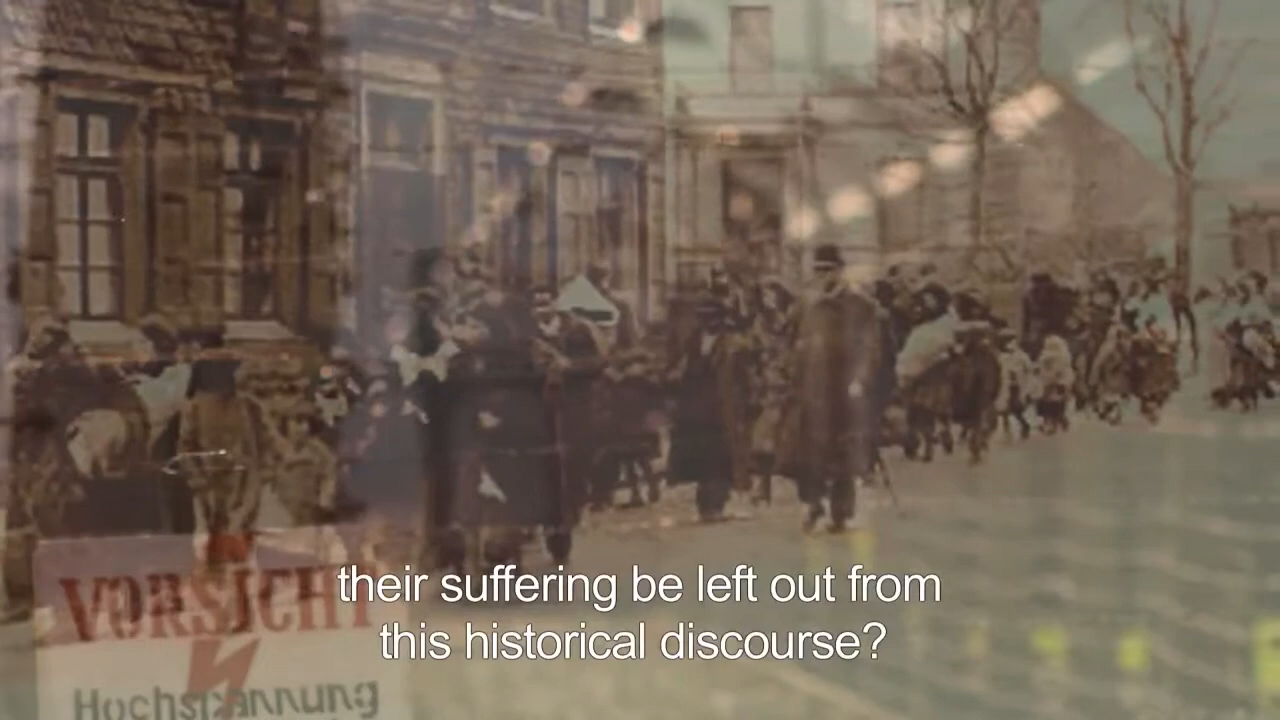 their suffering be left out from
this historical discourse?
VORSICHT
Hochspannung